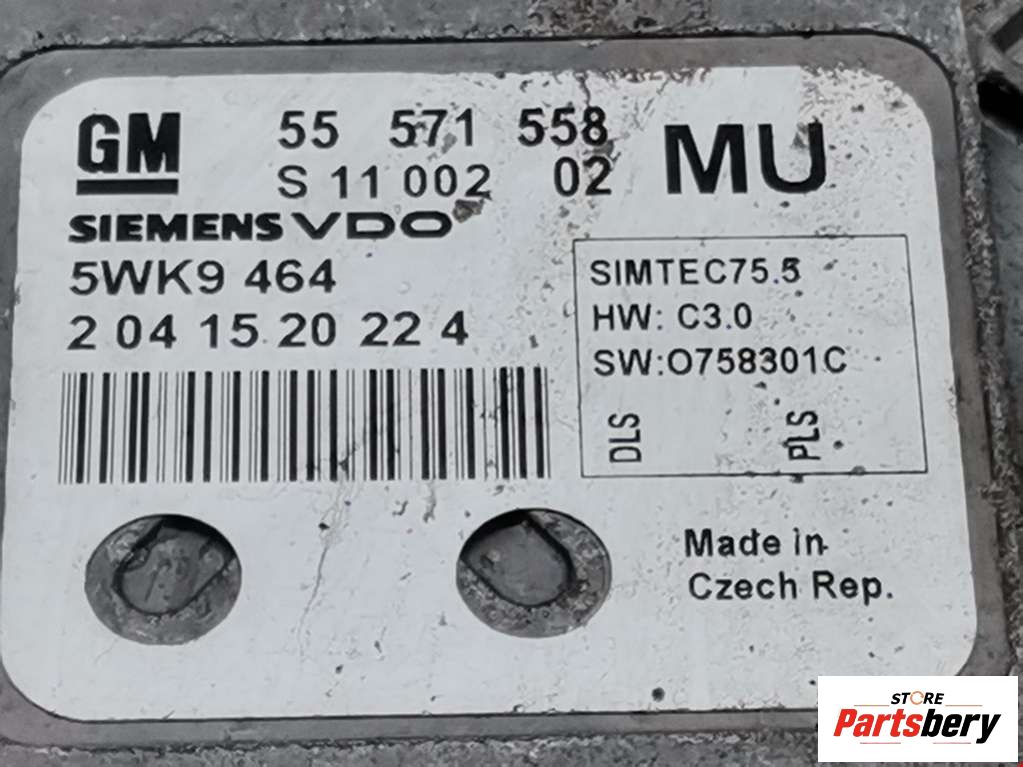 GM 55 571 558 MU
S 11 002 02
SIEMENS VDO
5WK9 464
2 04 15 20 22 4
SIMTEC75.5
HW: C3.0
SW:O758301C
DLS PLS
Made in
Czech Rep.
STORE
Partsbery